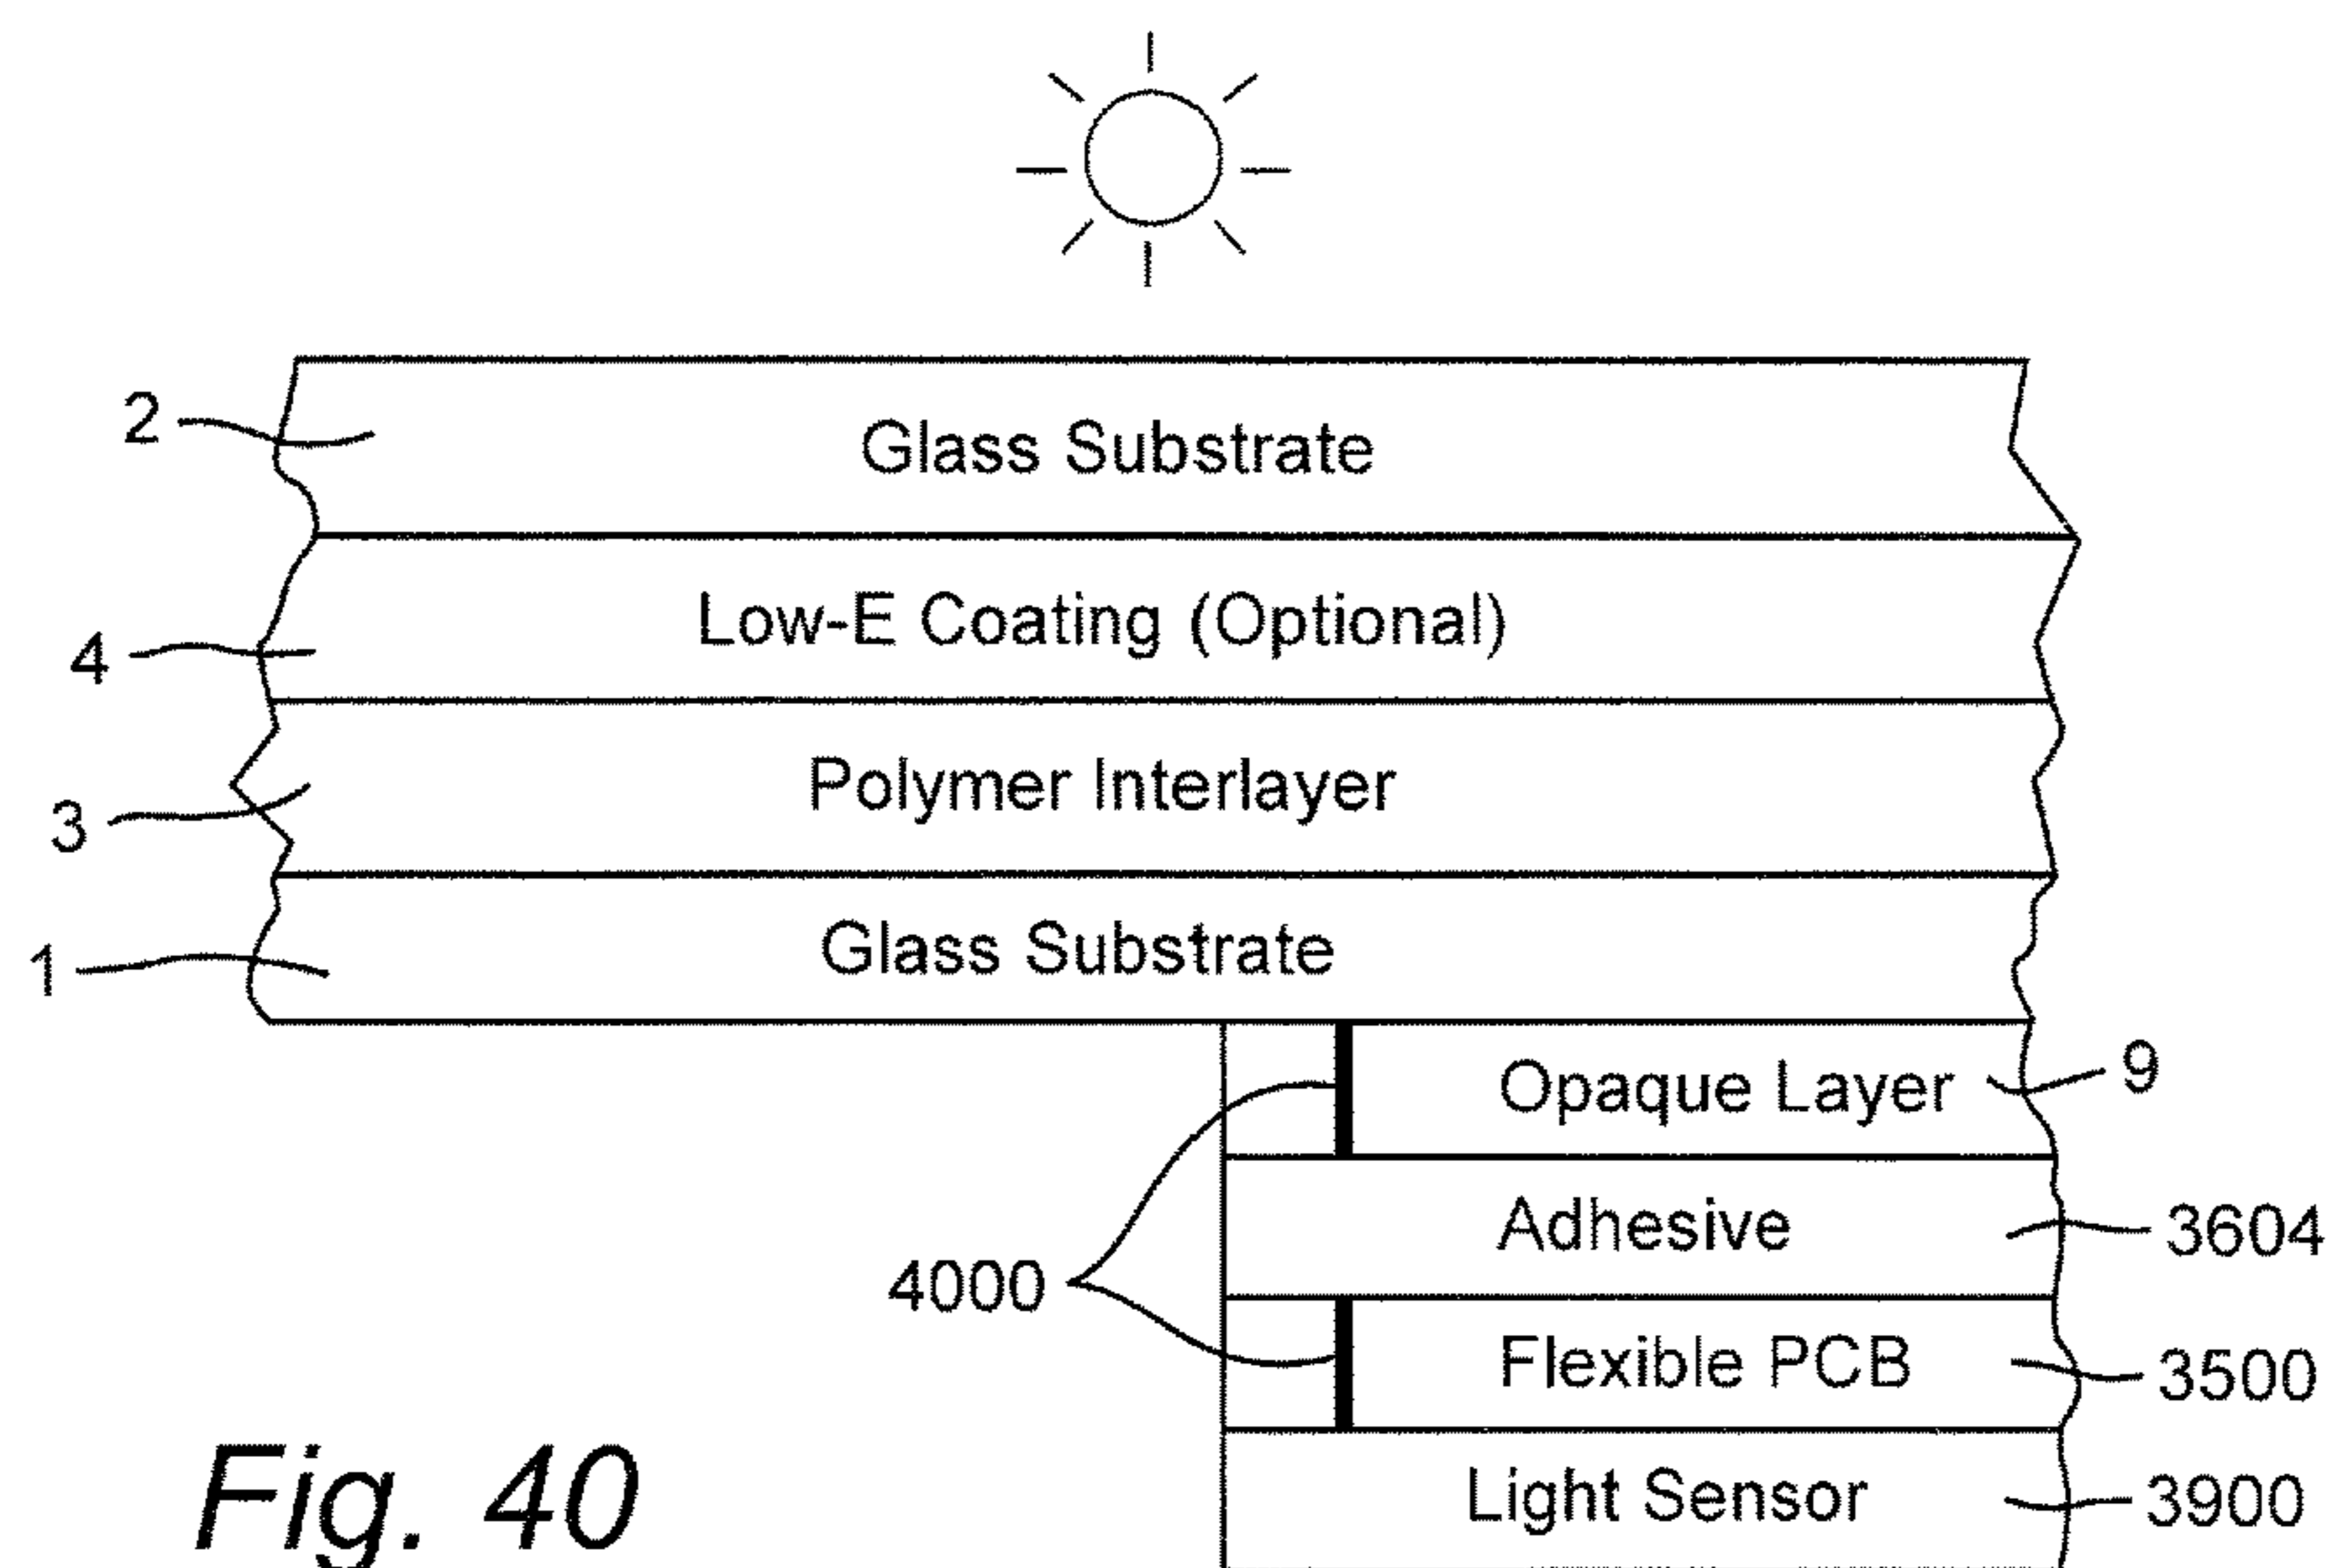 2 Glass Substrate
4 Low-E Coating (Optional)
3 Polymer Interlayer
1 Glass Substrate
Opaque Layer 9
Adhesive 3604
4000
Flexible PCB 3500
Light Sensor 3900
Fig. 40